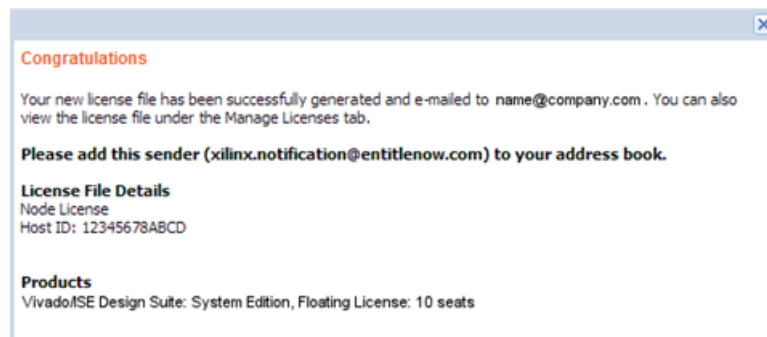 Congratulations
Your new license file has been successfully generated and e-mailed to name@company.com . You can also
view the license file under the Manage Licenses tab.
Please add this sender (xilinx.notification@entitlenow.com) to your address book.
License File Details
Node License
Host ID: 12345678ABCD
Products
Vivado/ISE Design Suite: System Edition, Floating License: 10 seats